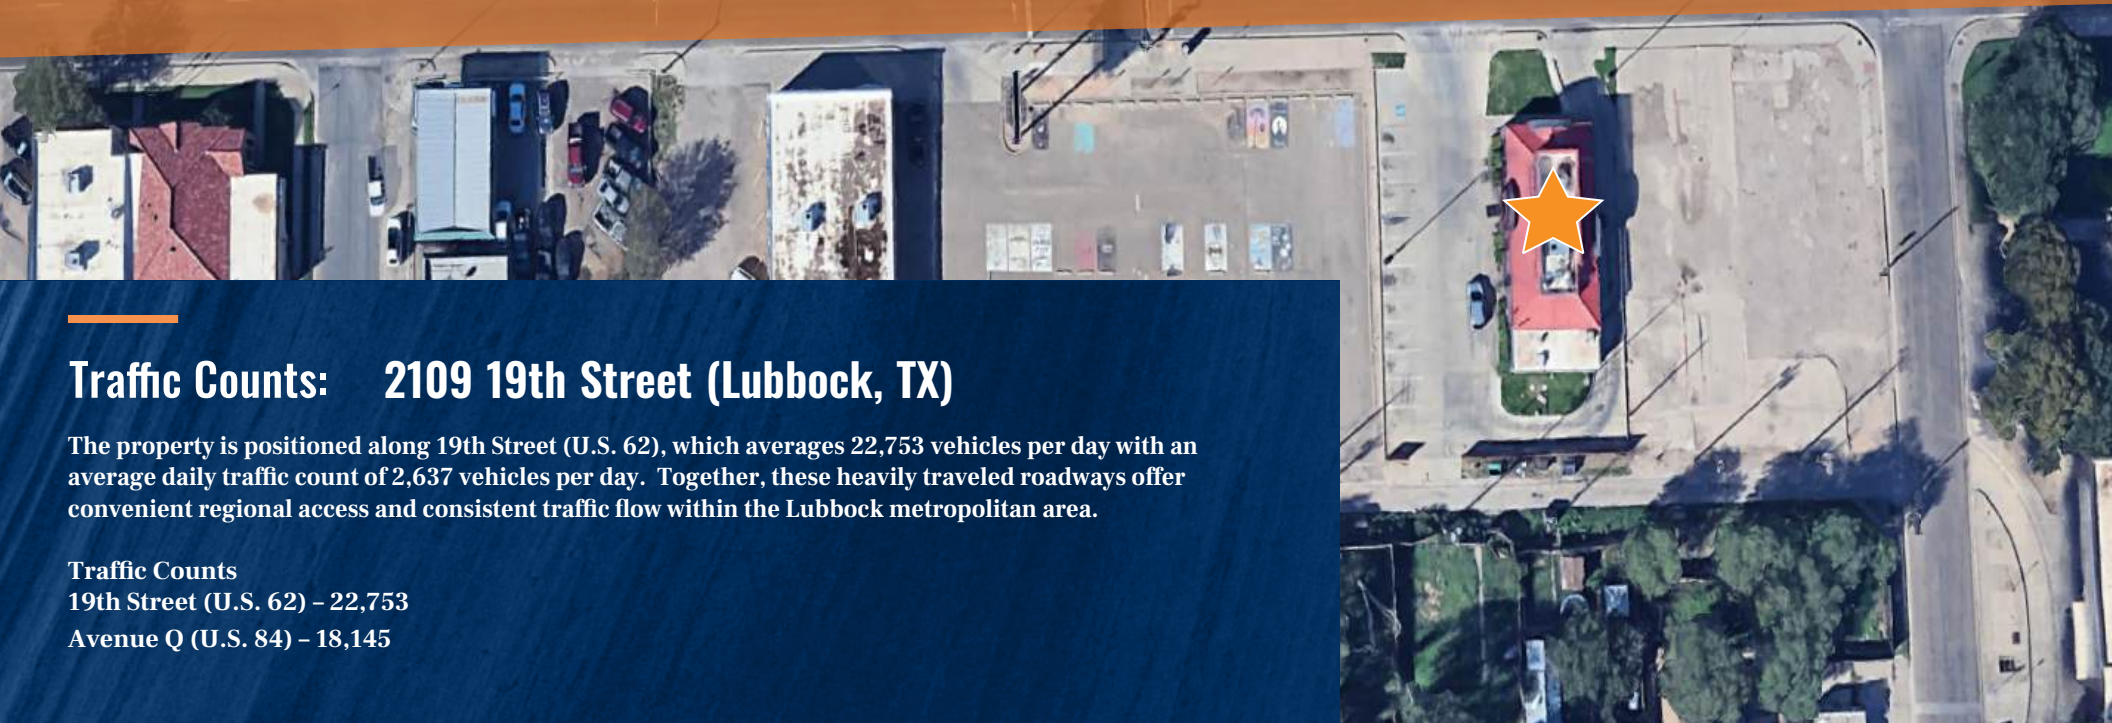 Traffic Counts: 2109 19th Street (Lubbock, TX)
The property is positioned along 19th Street (U.S. 62), which averages 22,753 vehicles per day with an
average daily traffic count of 2,637 vehicles per day.  Together, these heavily traveled roadways offer
convenient regional access and consistent traffic flow within the Lubbock metropolitan area.
Traffic Counts
19th Street (U.S. 62) – 22,753
Avenue Q (U.S. 84) – 18,145